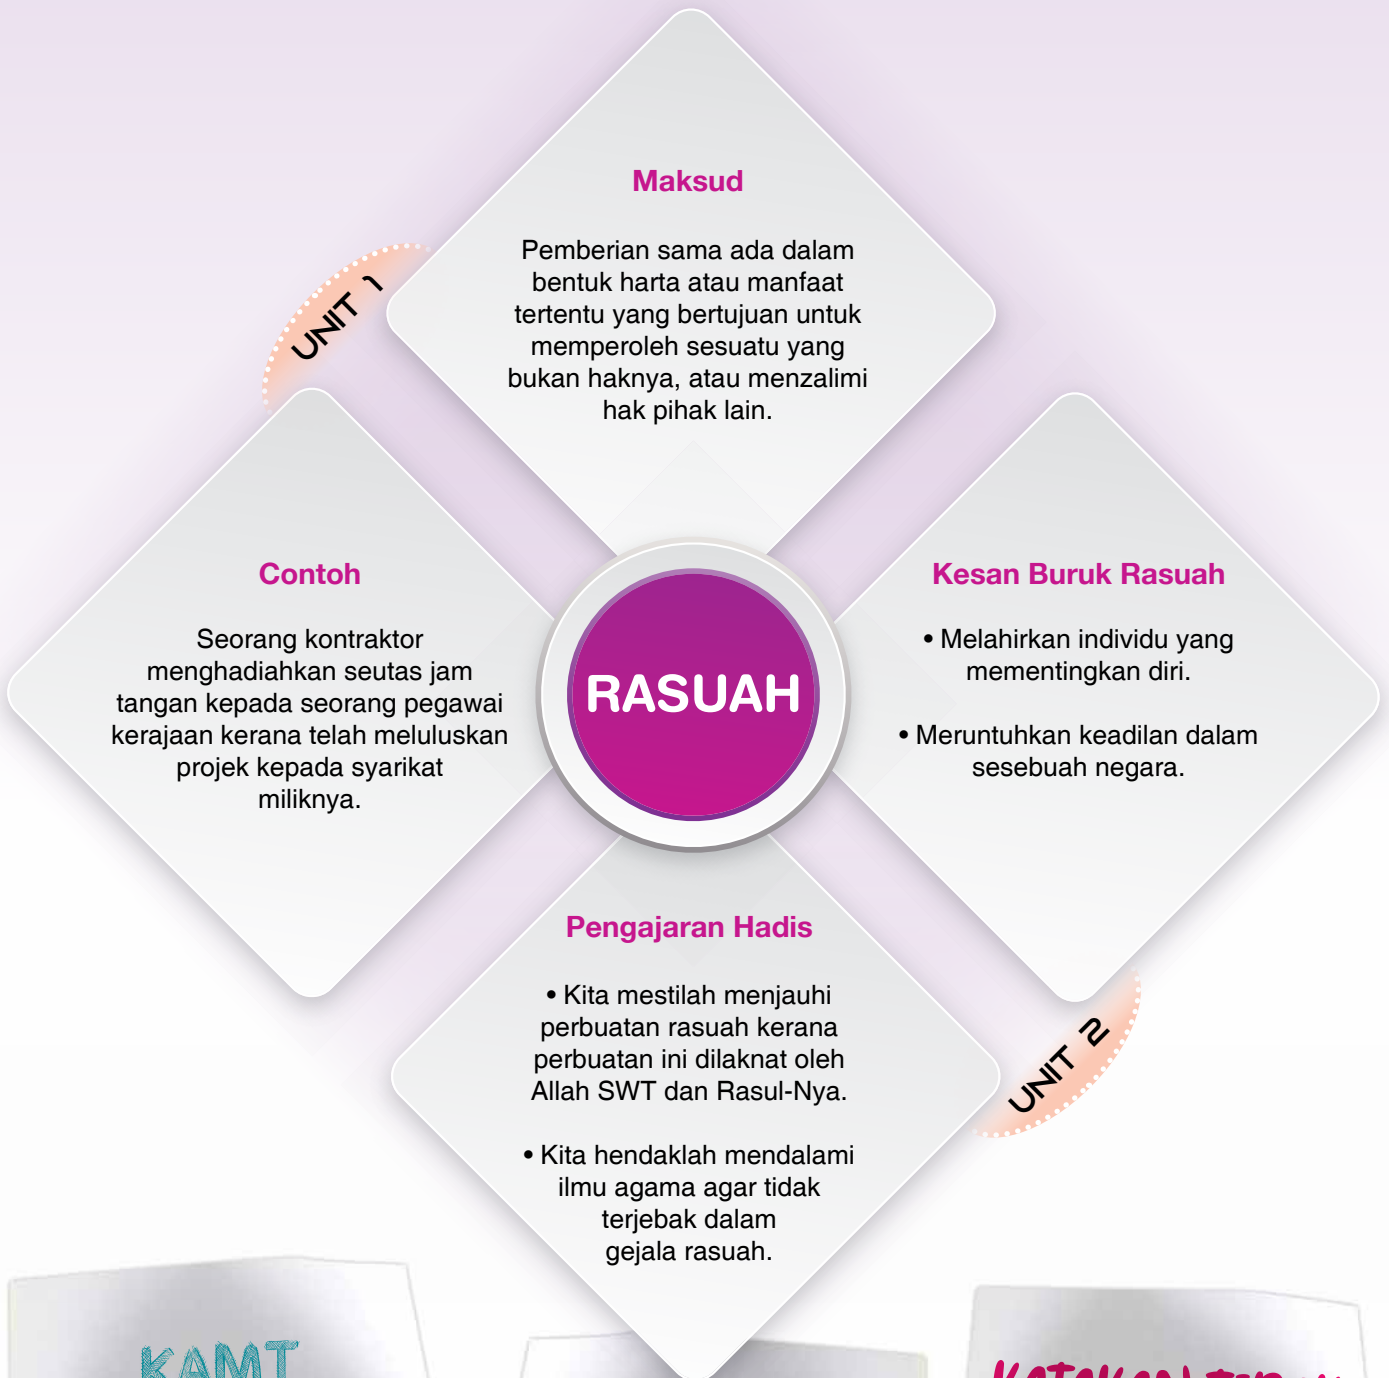 Maksud
Pemberian sama ada dalam
bentuk harta atau manfaat
tertentu yang bertujuan untuk
memperoleh sesuatu yang
bukan haknya, atau menzalimi
hak pihak lain.
UNIT 1
Contoh
Seorang kontraktor
menghadiahkan seutas jam
tangan kepada seorang pegawai
kerajaan kerana telah meluluskan
projek kepada syarikat
miliknya.
RASUAH
Kesan Buruk Rasuah
• Melahirkan individu yang
mementingkan diri.
• Meruntuhkan keadilan dalam
sesebuah negara.
Pengajaran Hadis
• Kita mestilah menjauhi
perbuatan rasuah kerana
perbuatan ini dilaknat oleh
Allah SWT dan Rasul-Nya.
• Kita hendaklah mendalami
ilmu agama agar tidak
terjebak dalam
gejala rasuah.
UNIT 2
KAMI
KATAKAN TIDAK